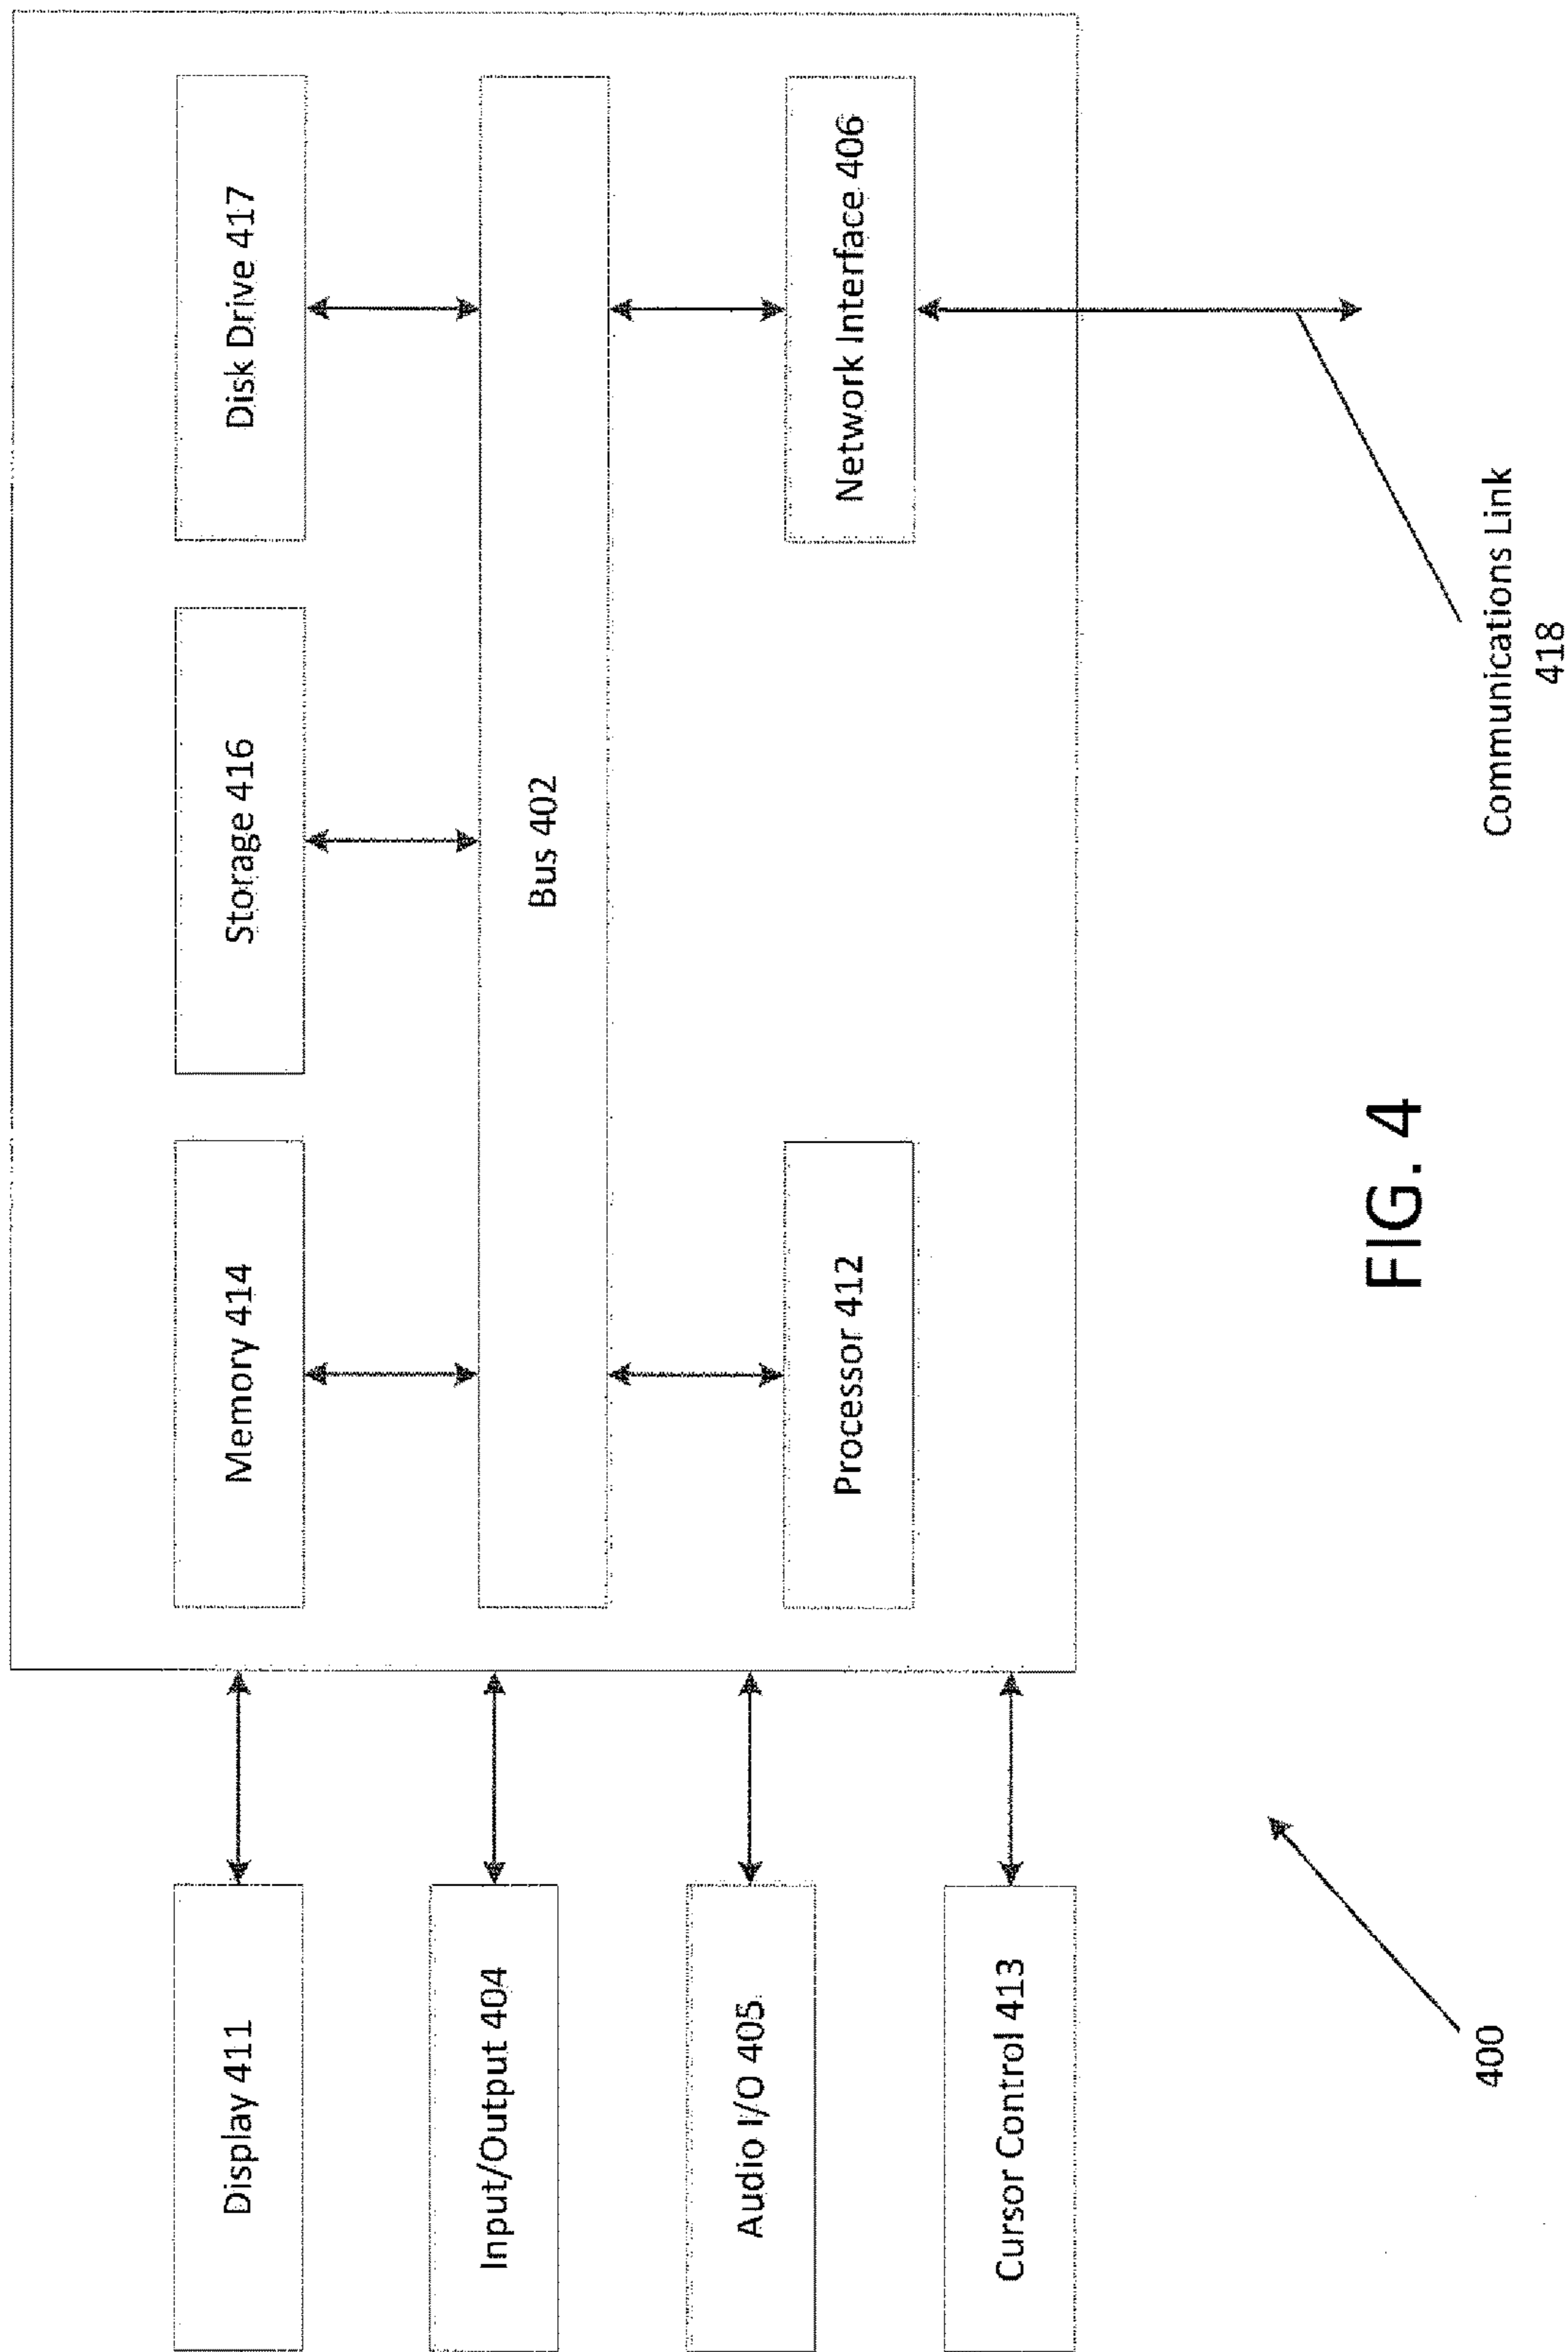 Display 411
Memory 414
Storage 416
Disk Drive 417
Input/Output 404
Bus 402
Audio I/O 405
Processor 412
Network Interface 406
Cursor Control 413
Communications Link
418
400
FIG. 4